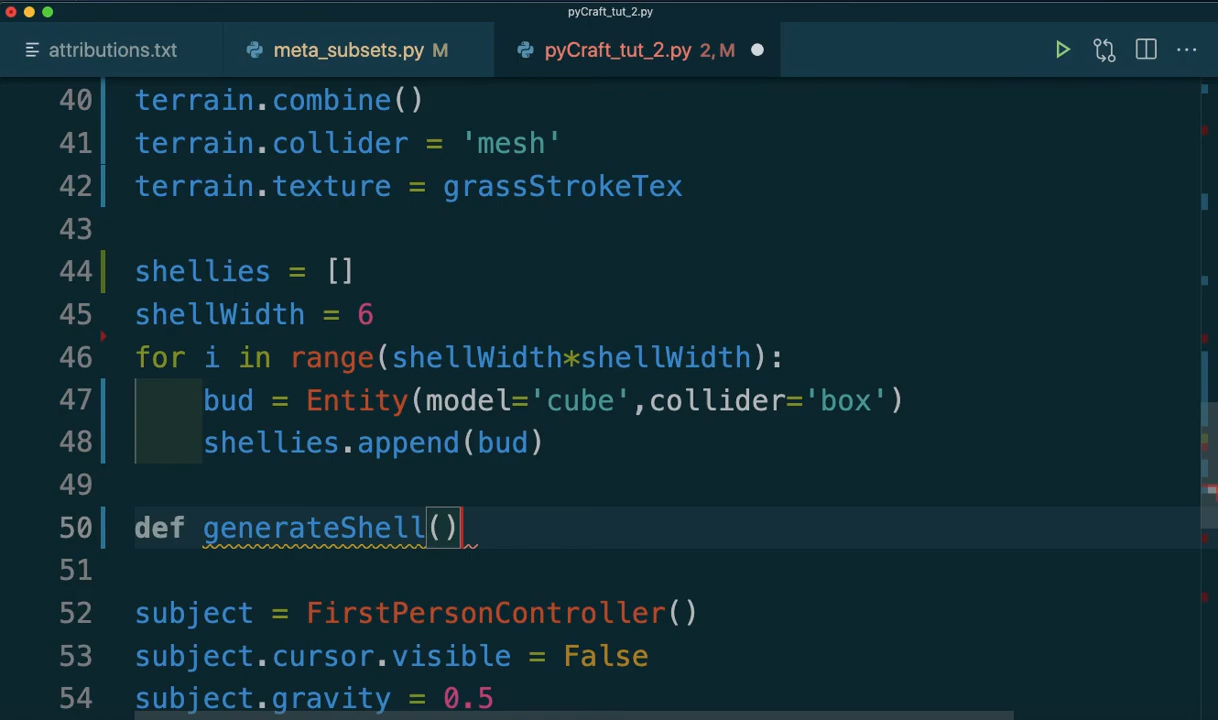 pyCraft_tut_2.py
attributions.txt meta_subsets.py M pyCraft_tut_2.py 2, M
40 terrain.combine()
41 terrain.collider = 'mesh'
42 terrain.texture = grassStrokeTex
43
44 shellies = []
45 shellWidth = 6
46 for i in range(shellWidth*shellWidth):
47 bud = Entity(model='cube',collider='box')
48 shellies.append(bud)
49
50 def generateShell()
51
52 subject = FirstPersonController()
53 subject.cursor.visible = False
54 subject.gravity = 0.5